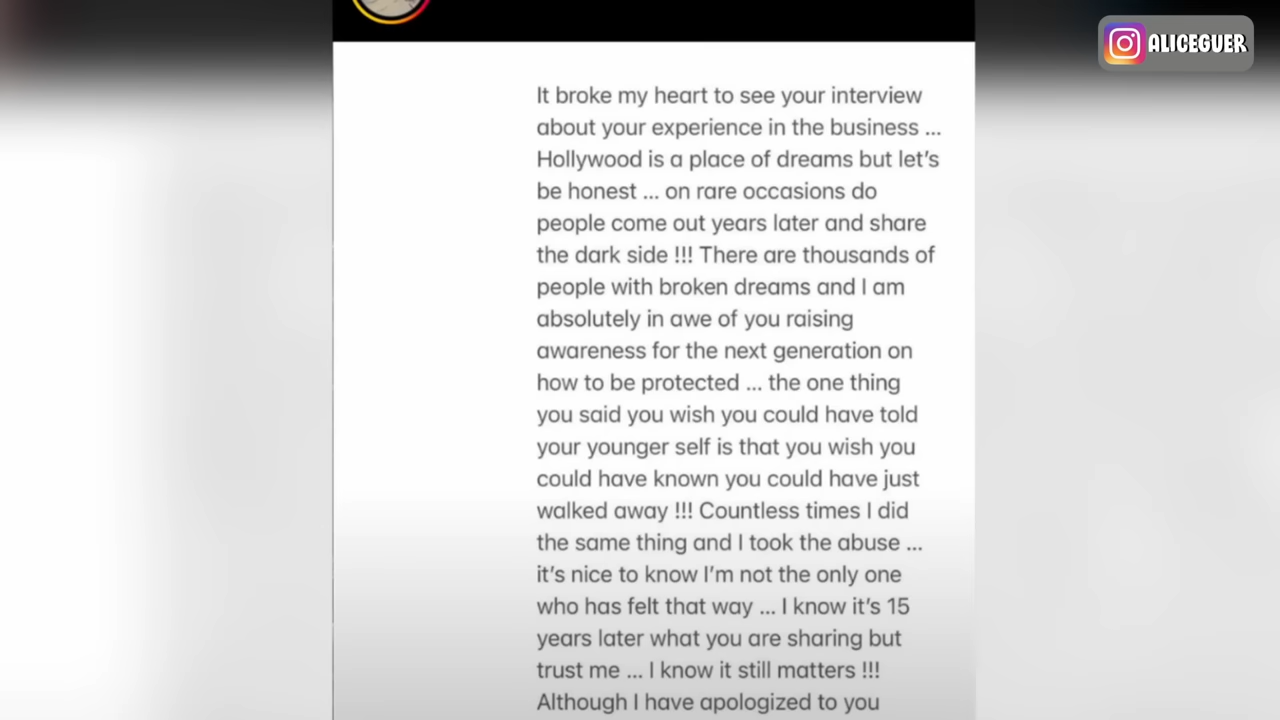 ALICEGUER
It broke my heart to see your interview
about your experience in the business ...
Hollywood is a place of dreams but let's
be honest ... on rare occasions do
people come out years later and share
the dark side !!! There are thousands of
people with broken dreams and I am
absolutely in awe of you raising
awareness for the next generation on
how to be protected ... the one thing
you said you wish you could have told
your younger self is that you wish you
could have known you could have just
walked away !!! Countless times I did
the same thing and I took the abuse ...
it's nice to know I'm not the only one
who has felt that way ... I know it's 15
years later what you are sharing but
trust me ... I know it still matters !!!
Although I have apologized to you